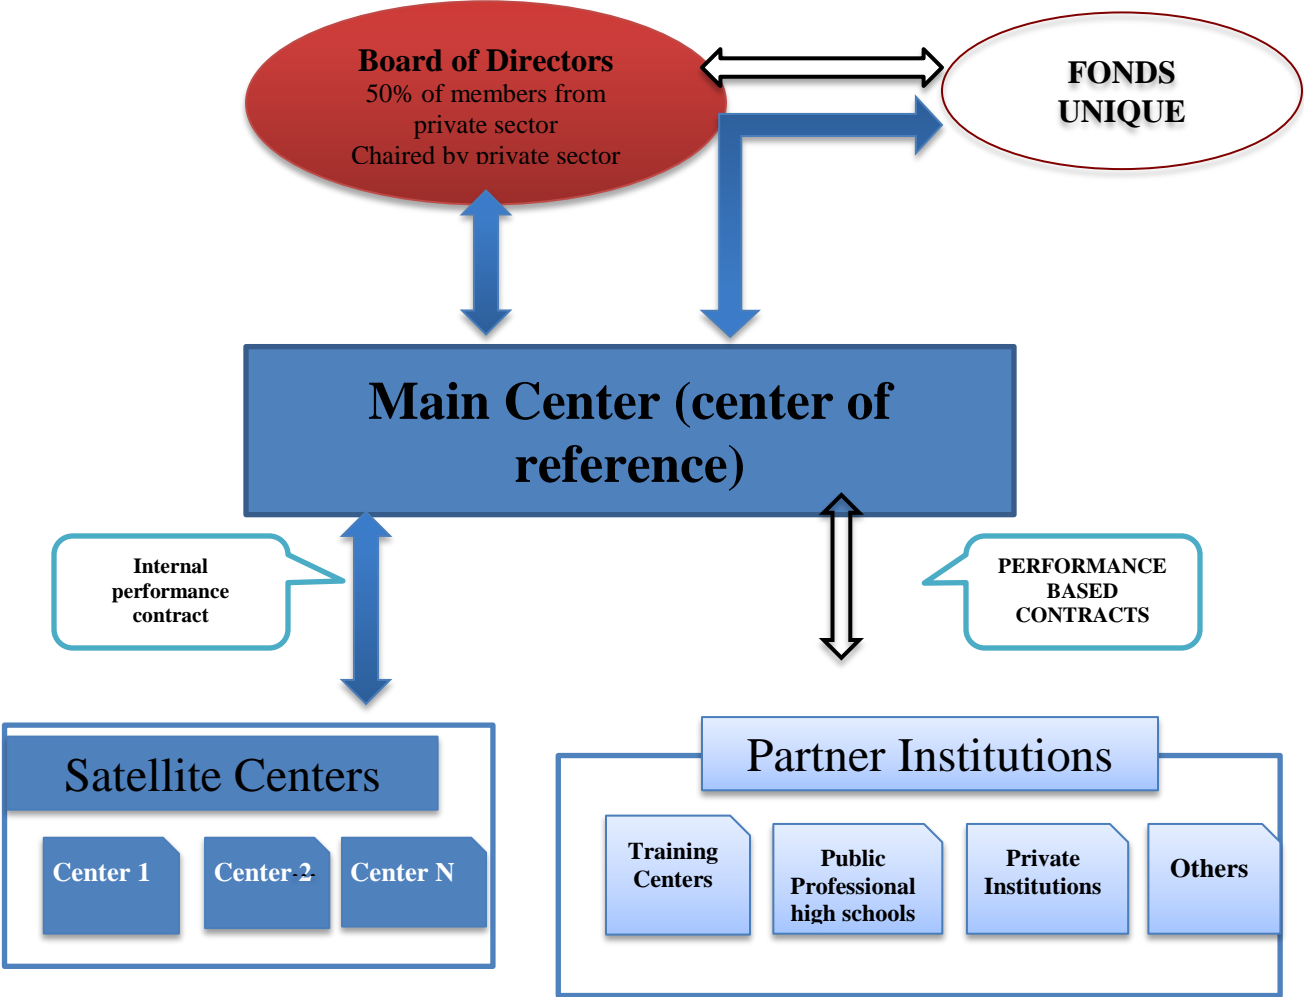 Board of Directors
50% of members from
private sector
Chaired by private sector
FONDS
UNIQUE
Main Center (center of
reference)
Internal
performance
contract
PERFORMANCE
BASED
CONTRACTS
Satellite Centers
Center 1
Center 2
Center N
Partner Institutions
Training
Centers
Public
Professional
high schools
Private
Institutions
Others